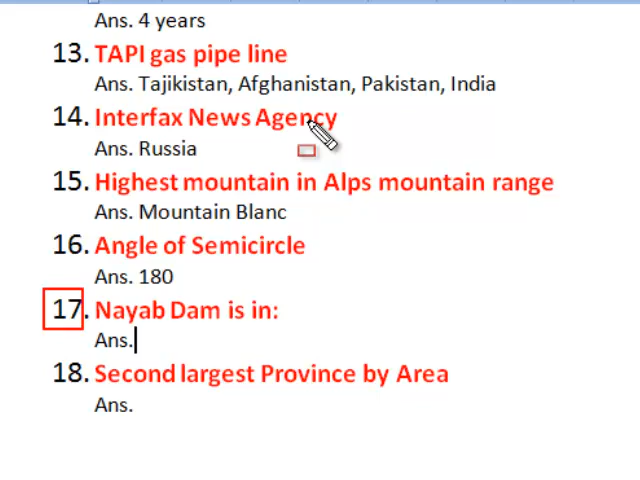 Ans. 4 years
13. TAPI gas pipe line
Ans. Tajikistan, Afghanistan, Pakistan, India
14. Interfax News Agency
Ans. Russia
15. Highest mountain in Alps mountain range
Ans. Mountain Blanc
16. Angle of Semicircle
Ans. 180
17. Nayab Dam is in:
Ans.
18. Second largest Province by Area
Ans.